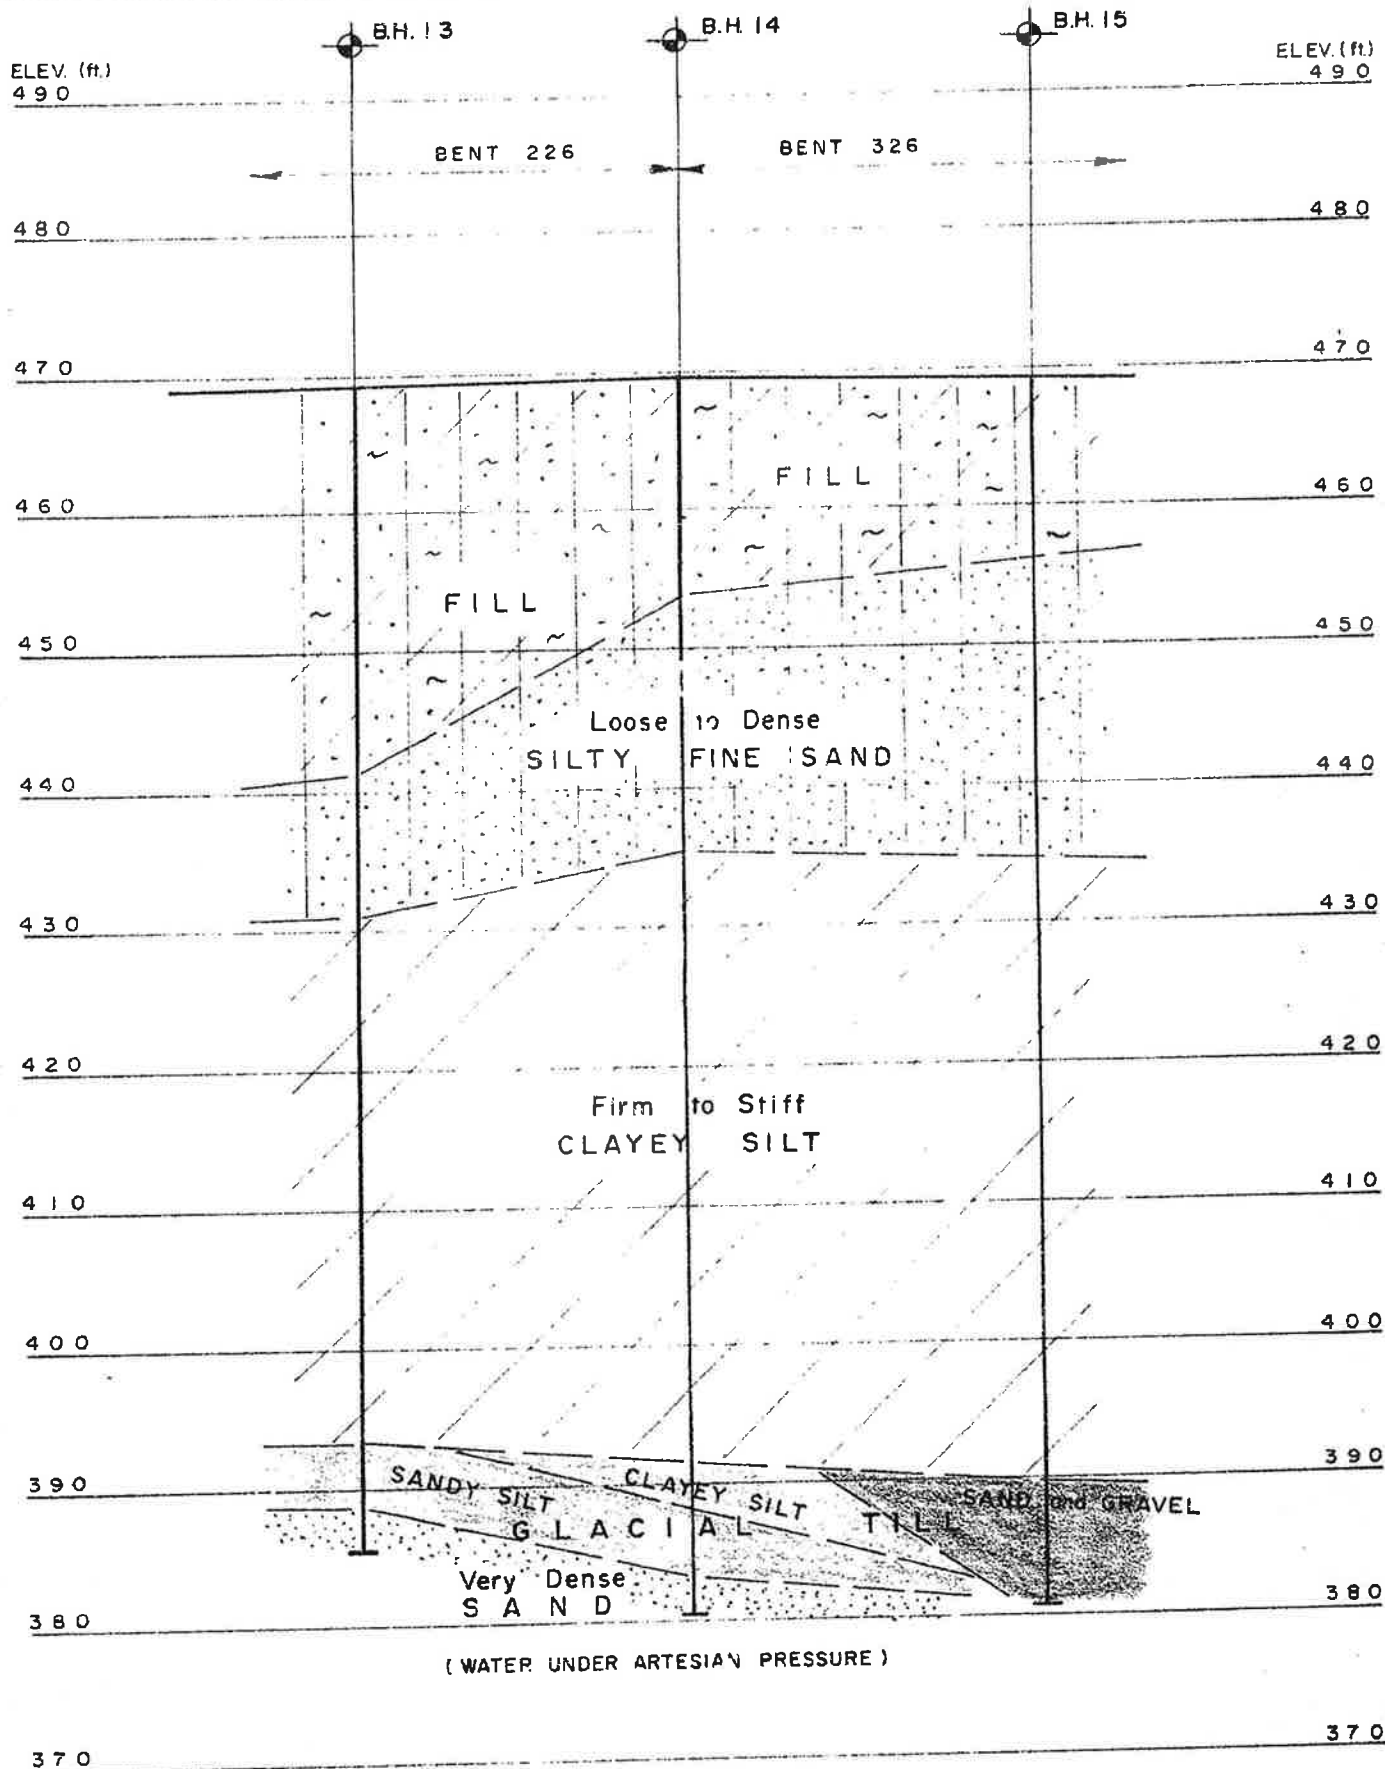 B.H. 13
B.H. 14
B.H. 15
ELEV. (ft.)
ELEV. (ft.)
490
490
BENT 226
BENT 326
480
480
470
470
FILL
460
460
FILL
450
450
Loose to Dense
SILTY FINE SAND
440
440
430
430
420
420
Firm to Stiff
CLAYEY SILT
410
410
400
400
390
390
SANDY SILT
CLAYEY SILT
SAND and GRAVEL
GLACIAL TILL
Very Dense
SAND
380
380
(WATER UNDER ARTESIAN PRESSURE)
370
370